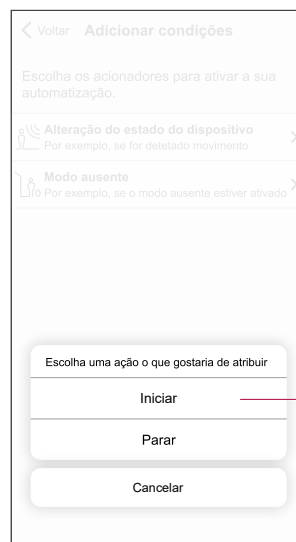 Voltar Adicionar condições
Escolha os acionadores para ativar a sua
automatização.
Alteração do estado do dispositivo
Por exemplo, se for detetado movimento
Modo ausente
Por exemplo, se o modo ausente estiver ativado
Escolha uma ação o que gostaria de atribuir
Iniciar
Parar
Cancelar